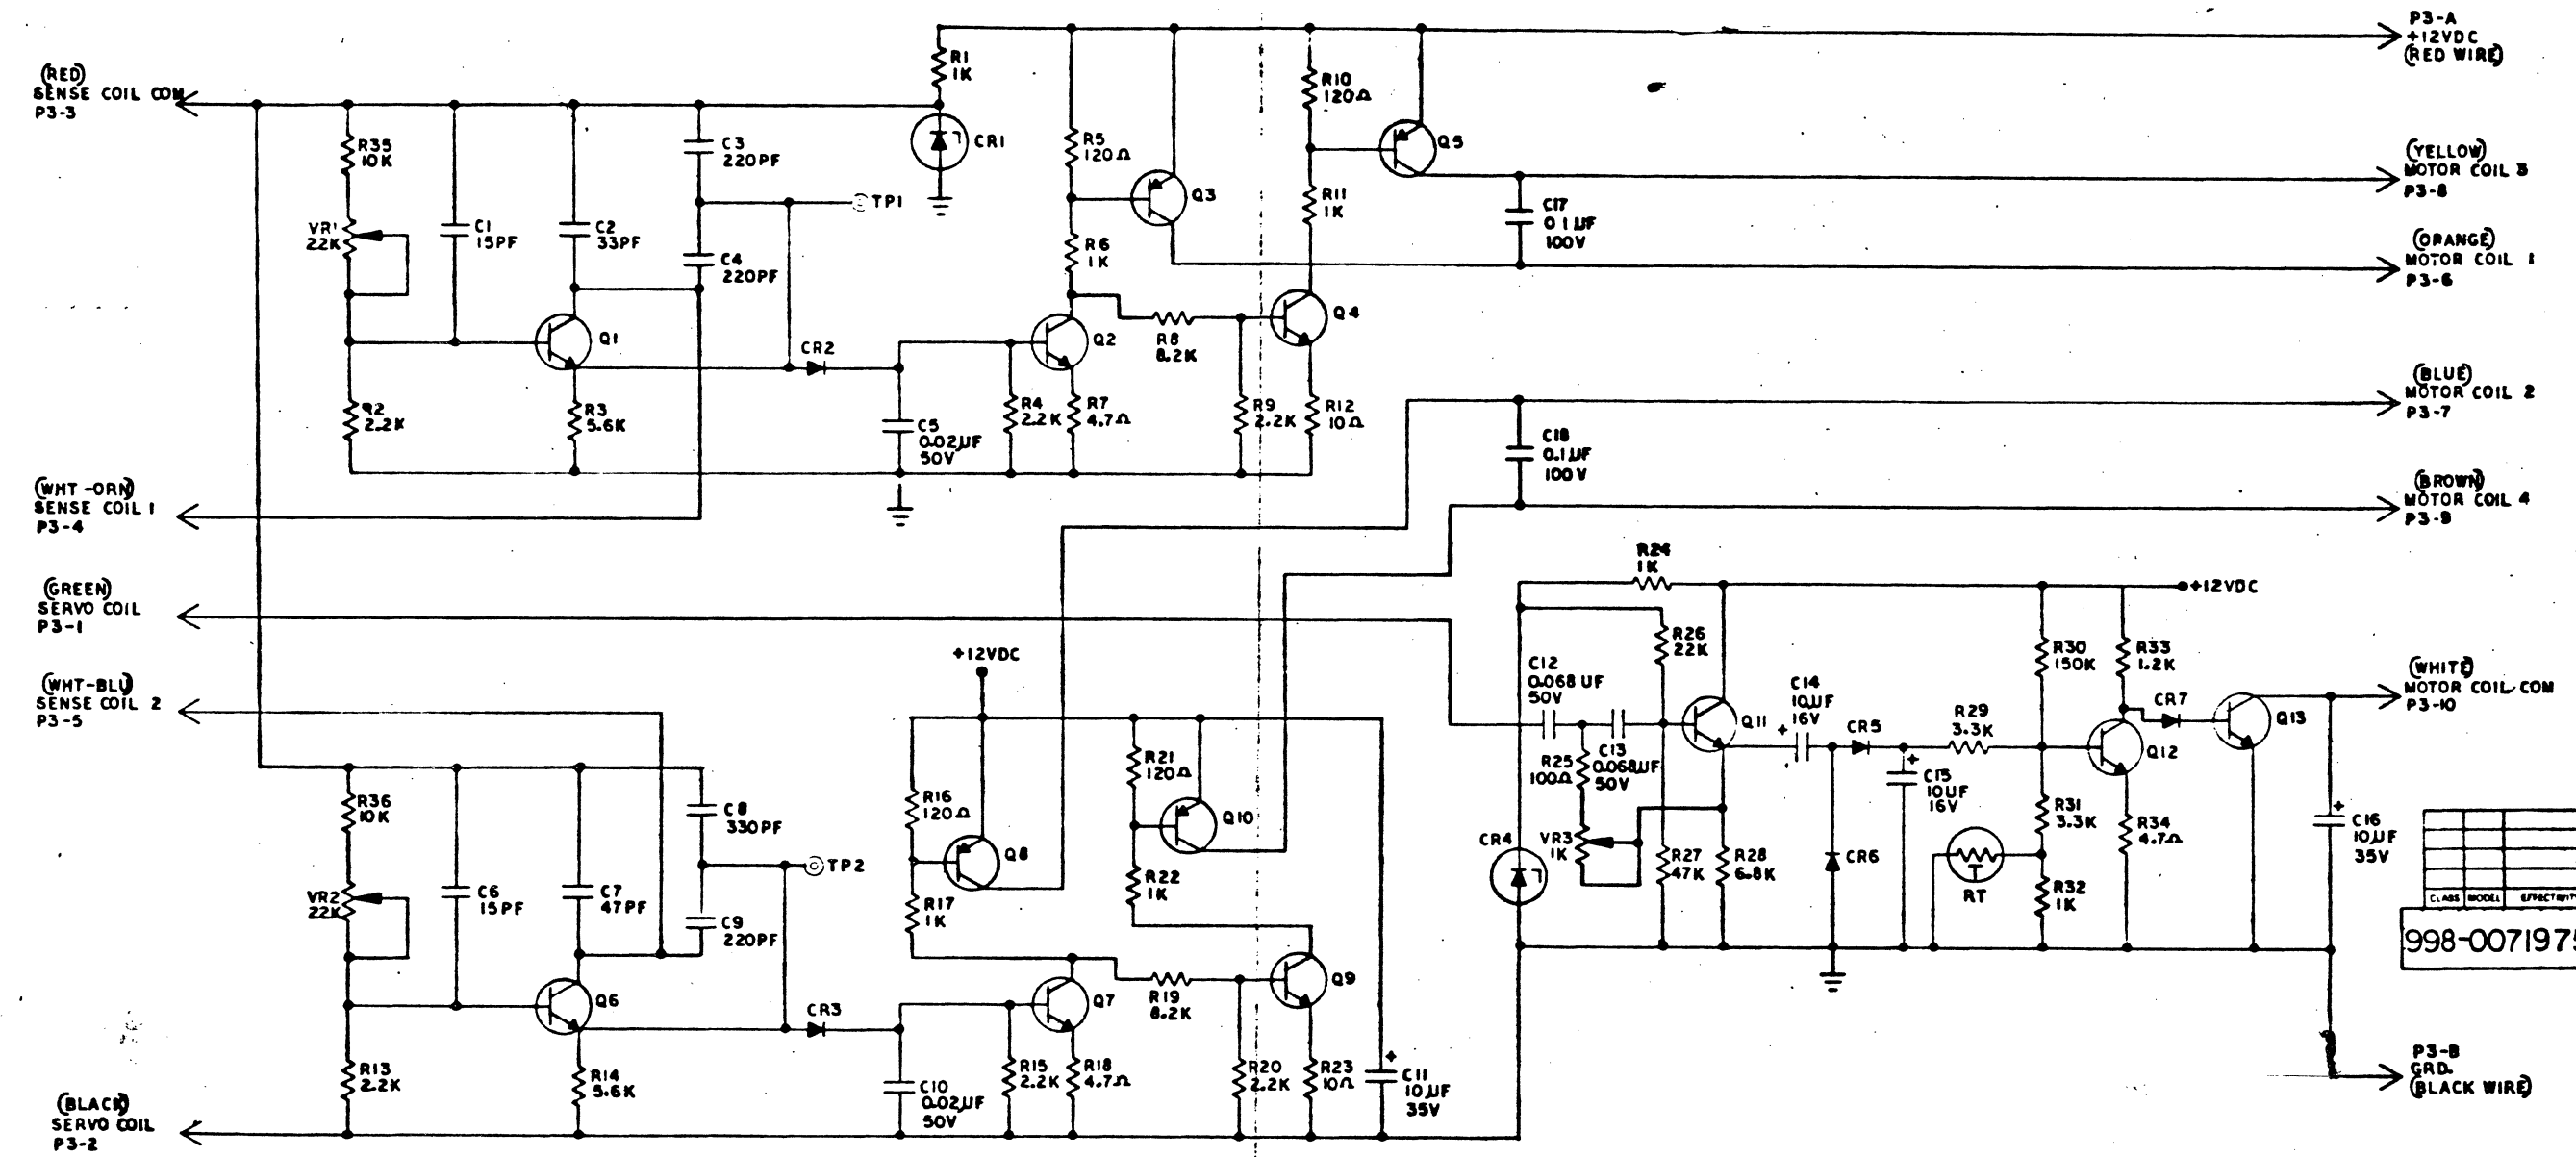 P3-A
+12VDC
(RED WIRE)
(RED)
SENSE COIL COM
P3-3
R1
1K
CR1
R35
10K
VR1
22K
C1
15PF
C2
33PF
C3
220PF
C4
220PF
TP1
R5
120Ω
R6
1K
Q3
R10
120Ω
R11
1K
Q5
(YELLOW)
MOTOR COIL 3
P3-8
C17
0.1UF
100V
(ORANGE)
MOTOR COIL 1
P3-6
Q1
CR2
Q2
R8
8.2K
Q4
R2
2.2K
R3
5.6K
C5
0.02UF
50V
R4
2.2K
R7
4.7Ω
R9
2.2K
R12
10Ω
(BLUE)
MOTOR COIL 2
P3-7
C18
0.1UF
100V
(BROWN)
MOTOR COIL 4
P3-9
(WHT-ORN)
SENSE COIL 1
P3-4
(GREEN)
SERVO COIL
P3-1
(WHT-BLU)
SENSE COIL 2
P3-5
R24
1K
+12VDC
+12VDC
R26
22K
C12
0.068UF
50V
C13
0.068UF
50V
R25
100Ω
Q11
C14
10UF
16V
+
CR5
R29
3.3K
R30
150K
R33
1.2K
CR7
Q12
Q13
(WHITE)
MOTOR COIL COM
P3-10
+
C15
10UF
16V
CR4
VR3
1K
R27
47K
R28
6.8K
CR6
RT
T
R31
3.3K
R32
1K
R34
4.7Ω
+
C16
10UF
35V
CLASS MODEL
998-007197
R36
10K
VR2
22K
C6
15PF
C7
47PF
C8
330PF
C9
220PF
TP2
R16
120Ω
R17
1K
Q8
R21
120Ω
R22
1K
Q10
Q6
CR3
Q7
R19
8.2K
Q9
R13
2.2K
R14
5.6K
C10
0.02UF
50V
R15
2.2K
R18
4.7Ω
R20
2.2K
R23
10Ω
+
C11
10UF
35V
P3-B
GRD.
(BLACK WIRE)
(BLACK)
SERVO COIL
P3-2